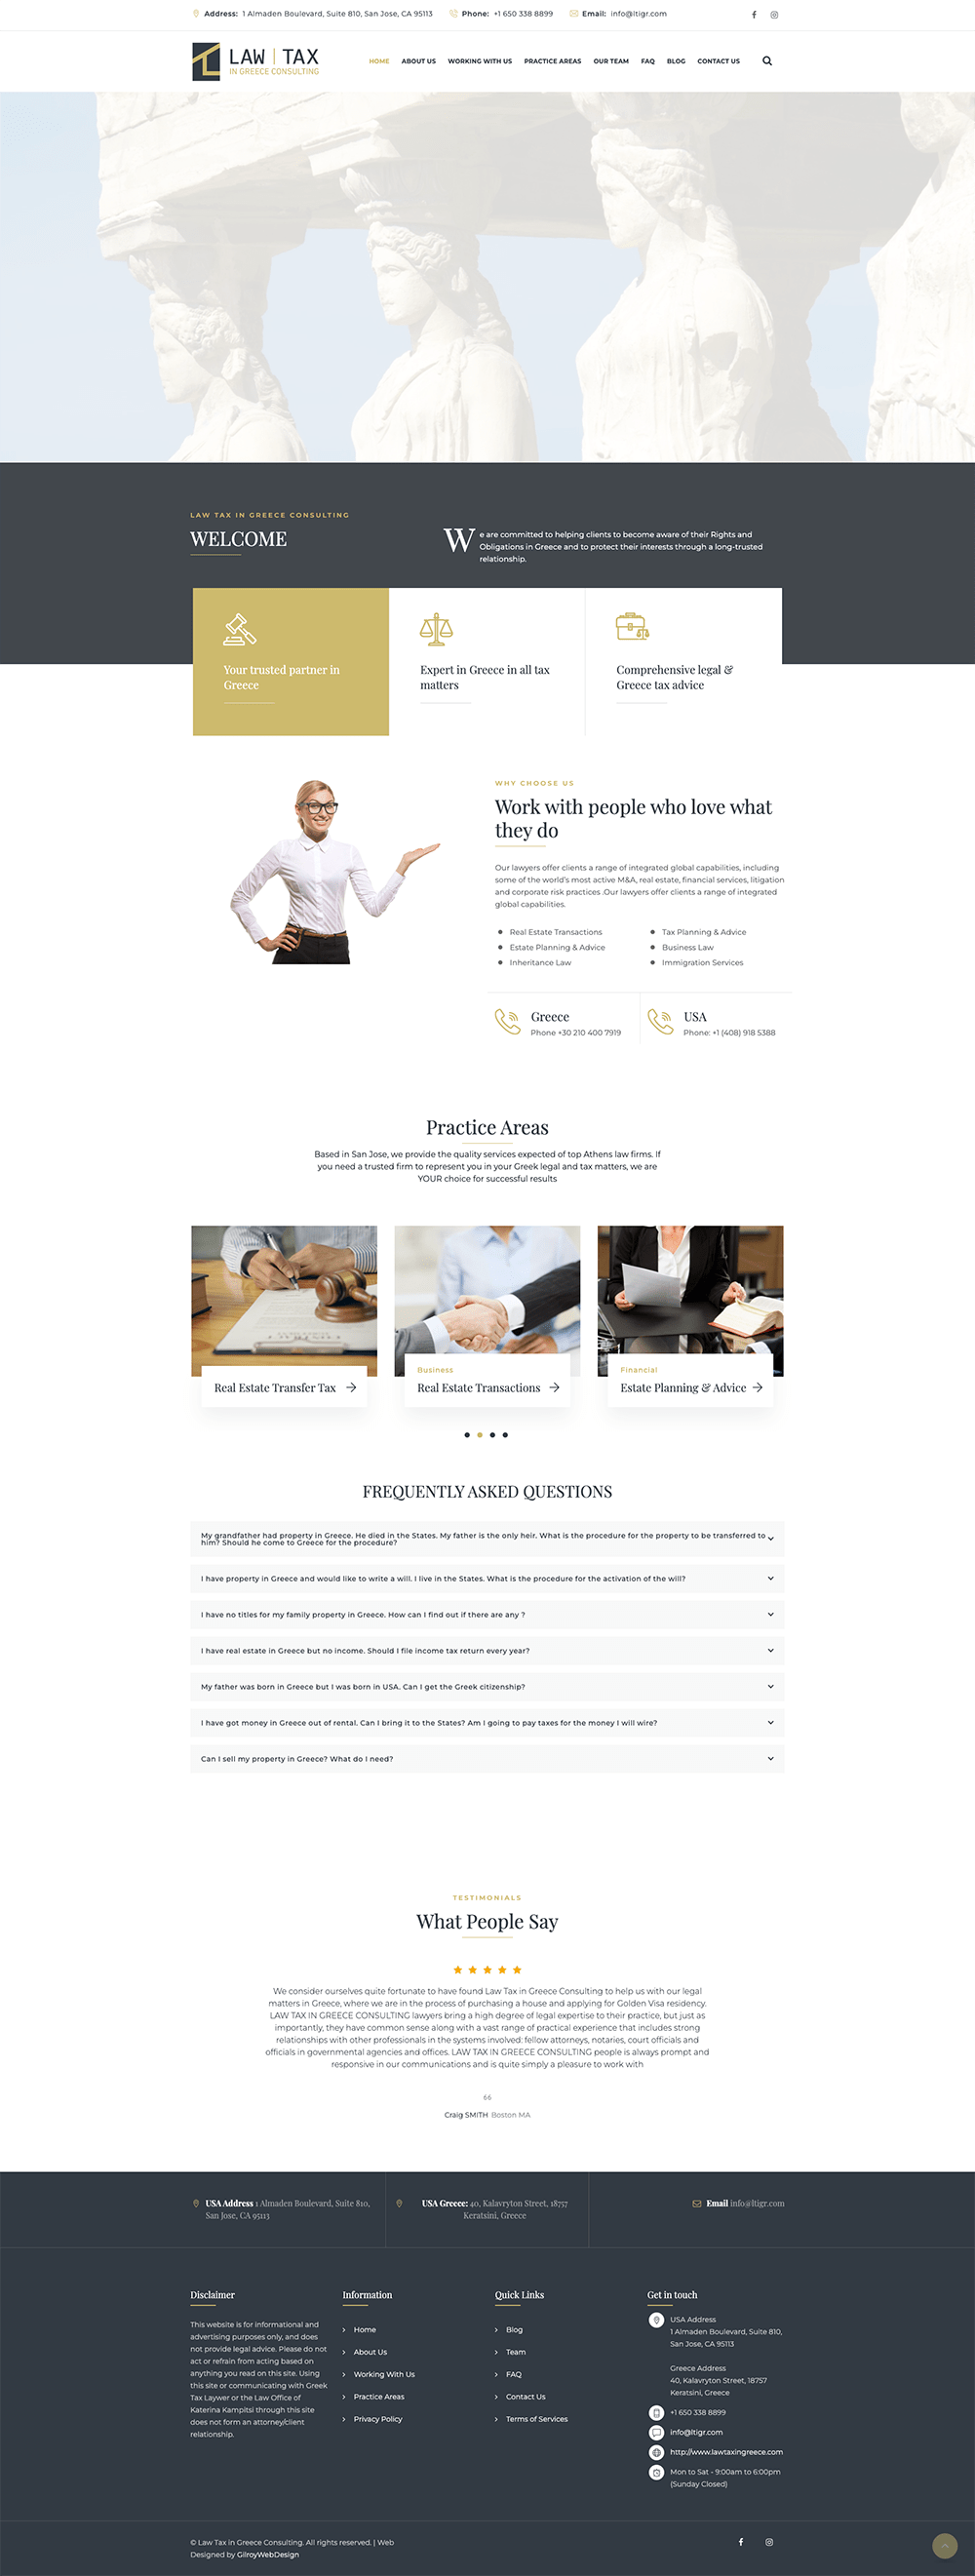 Address: 1 Almaden Boulevard, Suite 810, San Jose, CA 95113 Phone: +1 650 338 8899 Email: info@ltigr.com
LAW | TAX
IN GREECE CONSULTING
HOME ABOUT US WORKING WITH US PRACTICE AREAS OUR TEAM FAQ BLOG CONTACT US
LAW TAX IN GREECE CONSULTING
WELCOME
We are committed to helping clients to become aware of their Rights and
Obligations in Greece and to protect their interests through a long-trusted
relationship.
Your trusted partner in
Greece
Expert in Greece in all tax
matters
Comprehensive legal &
Greece tax advice
WHY CHOOSE US
Work with people who love what
they do
Our lawyers offer clients a range of integrated global capabilities, including
some of the world's most active M&A, real estate, financial services, litigation
and corporate risk practices .Our lawyers offer clients a range of integrated
global capabilities.
Real Estate Transactions
Estate Planning & Advice
Inheritance Law
Tax Planning & Advice
Business Law
Immigration Services
Greece
Phone +30 210 400 7919
USA
Phone: +1 (408) 918 5388
Practice Areas
Based in San Jose, we provide the quality services expected of top Athens law firms. If
you need a trusted firm to represent you in your Greek legal and tax matters, we are
YOUR choice for successful results
Real Estate Transfer Tax
Business
Real Estate Transactions
Financial
Estate Planning & Advice
FREQUENTLY ASKED QUESTIONS
My grandfather had property in Greece. He died in the States. My father is the only heir. What is the procedure for the property to be transferred to
him? Should he come to Greece for the procedure?
I have property in Greece and would like to write a will. I live in the States. What is the procedure for the activation of the will?
I have no titles for my family property in Greece. How can I find out if there are any ?
I have real estate in Greece but no income. Should I file income tax return every year?
My father was born in Greece but I was born in USA. Can I get the Greek citizenship?
I have got money in Greece out of rental. Can I bring it to the States? Am I going to pay taxes for the money I will wire?
Can I sell my property in Greece? What do I need?
TESTIMONIALS
What People Say
We consider ourselves quite fortunate to have found Law Tax in Greece Consulting to help us with our legal
matters in Greece, where we are in the process of purchasing a house and applying for Golden Visa residency.
LAW TAX IN GREECE CONSULTING lawyers bring a high degree of legal expertise to their practice, but just as
importantly, they have common sense along with a vast range of practical experience that includes strong
relationships with other professionals in the systems involved: fellow attorneys, notaries, court officials and
officials in governmental agencies and offices. LAW TAX IN GREECE CONSULTING people is always prompt and
responsive in our communications and is quite simply a pleasure to work with
66
Craig SMITH Boston MA
USA Address 1 Almaden Boulevard, Suite 810,
San Jose, CA 95113
USA Greece: 40, Kalavryton Street, 18757
Keratsini, Greece
Email info@ltigr.com
Disclaimer
This website is for informational and
advertising purposes only, and does
not provide legal advice. Please do not
act or refrain from acting based on
anything you read on this site. Using
this site or communicating with Greek
Tax Laywer or the Law Office of
Katerina Kampitsi through this site
does not form an attorney/client
relationship.
Information
Home
About Us
Working With Us
Practice Areas
Privacy Policy
Quick Links
Blog
Team
FAQ
Contact Us
Terms of Services
Get in touch
USA Address
1 Almaden Boulevard, Suite 810,
San Jose, CA 95113
Greece Address
40, Kalavryton Street, 18757
Keratsini, Greece
+1 650 338 8899
info@ltigr.com
http://www.lawtaxingreece.com
Mon to Sat - 9:00am to 6:00pm
(Sunday Closed)
© Law Tax in Greece Consulting. All rights reserved. | Web
Designed by GilroyWebDesign